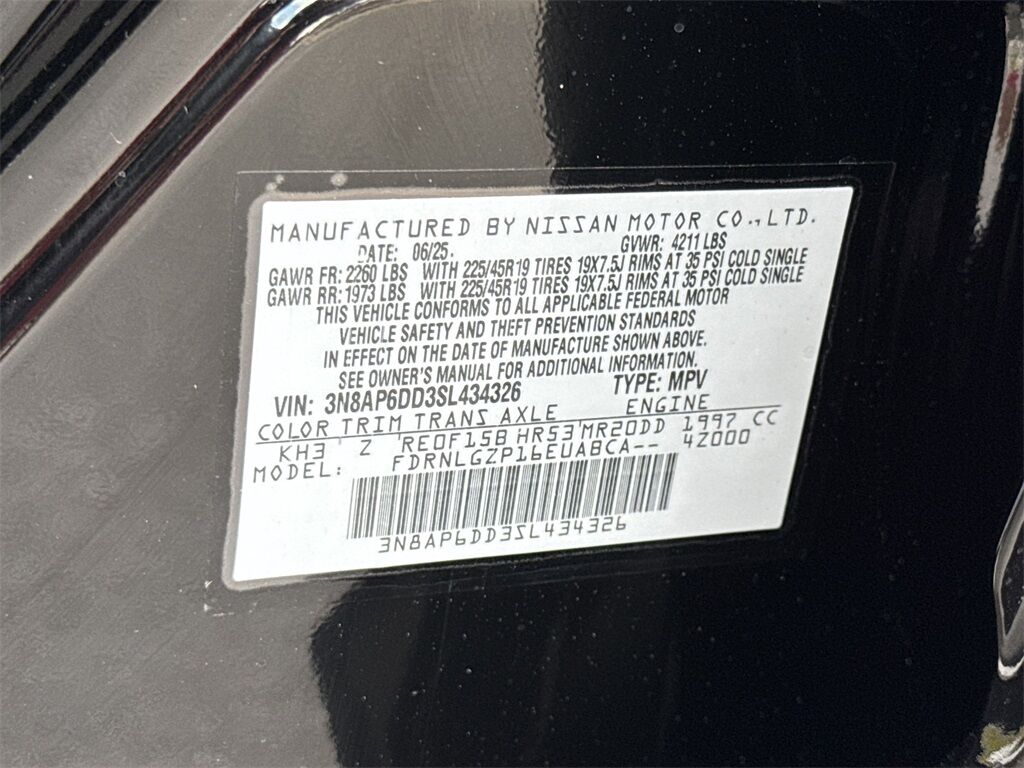 MANUFACTURED BY NISSAN MOTOR CO.,LTD.
DATE: 06/25. GVWR: 4211 LBS
GAWR FR: 2260 LBS WITH 225/45R19 TIRES 19X7.5J RIMS AT 35 PSI COLD SINGLE
GAWR RR: 1973 LBS WITH 225/45R19 TIRES 19X7.5J RIMS AT 35 PSI COLD SINGLE
THIS VEHICLE CONFORMS TO ALL APPLICABLE FEDERAL MOTOR
VEHICLE SAFETY AND THEFT PREVENTION STANDARDS
IN EFFECT ON THE DATE OF MANUFACTURE SHOWN ABOVE.
SEE OWNER'S MANUAL FOR ADDITIONAL INFORMATION.
VIN: 3N8AP6DD3SL434326 TYPE: MPV
COLOR TRIM TRANS AXLE ENGINE
KH3 Z RE0F15B HR53 MR20DD 1997 CC
MODEL: FDRNLGZP16EUABCA-- 4Z000
3N8AP6DD3SL434326